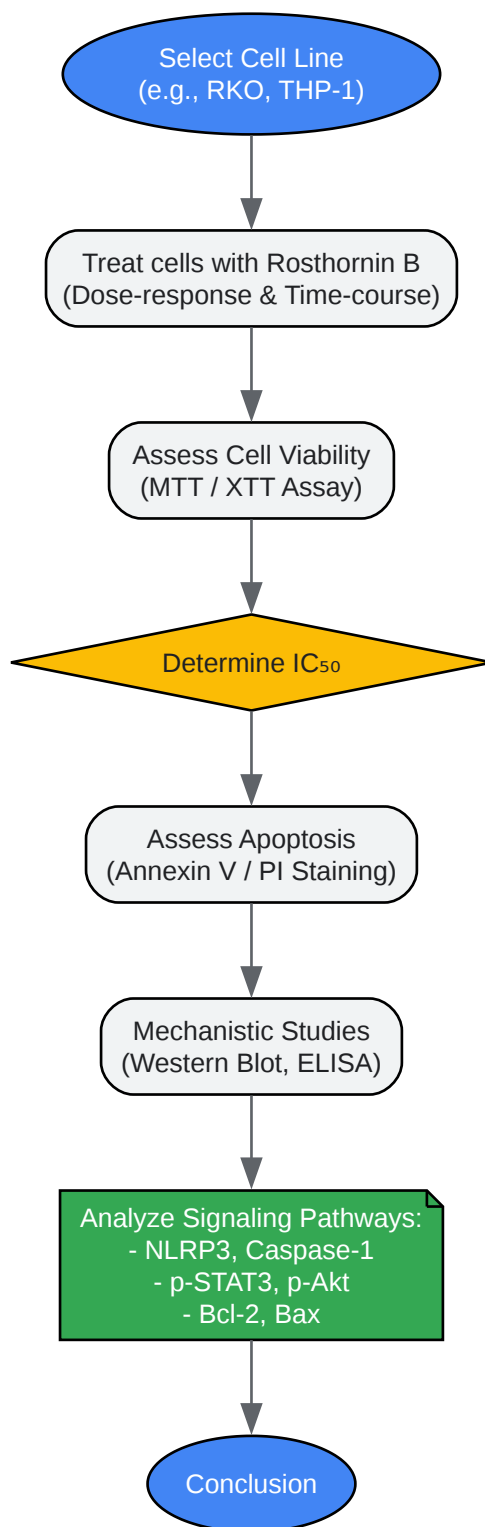 Select Cell Line
(e.g., RKO, THP-1)
Treat cells with Rosthornin B
(Dose-response & Time-course)
Assess Cell Viability
(MTT / XTT Assay)
Determine IC₅₀
Assess Apoptosis
(Annexin V / PI Staining)
Mechanistic Studies
(Western Blot, ELISA)
Analyze Signaling Pathways:
- NLRP3, Caspase-1
- p-STAT3, p-Akt
- Bcl-2, Bax
Conclusion